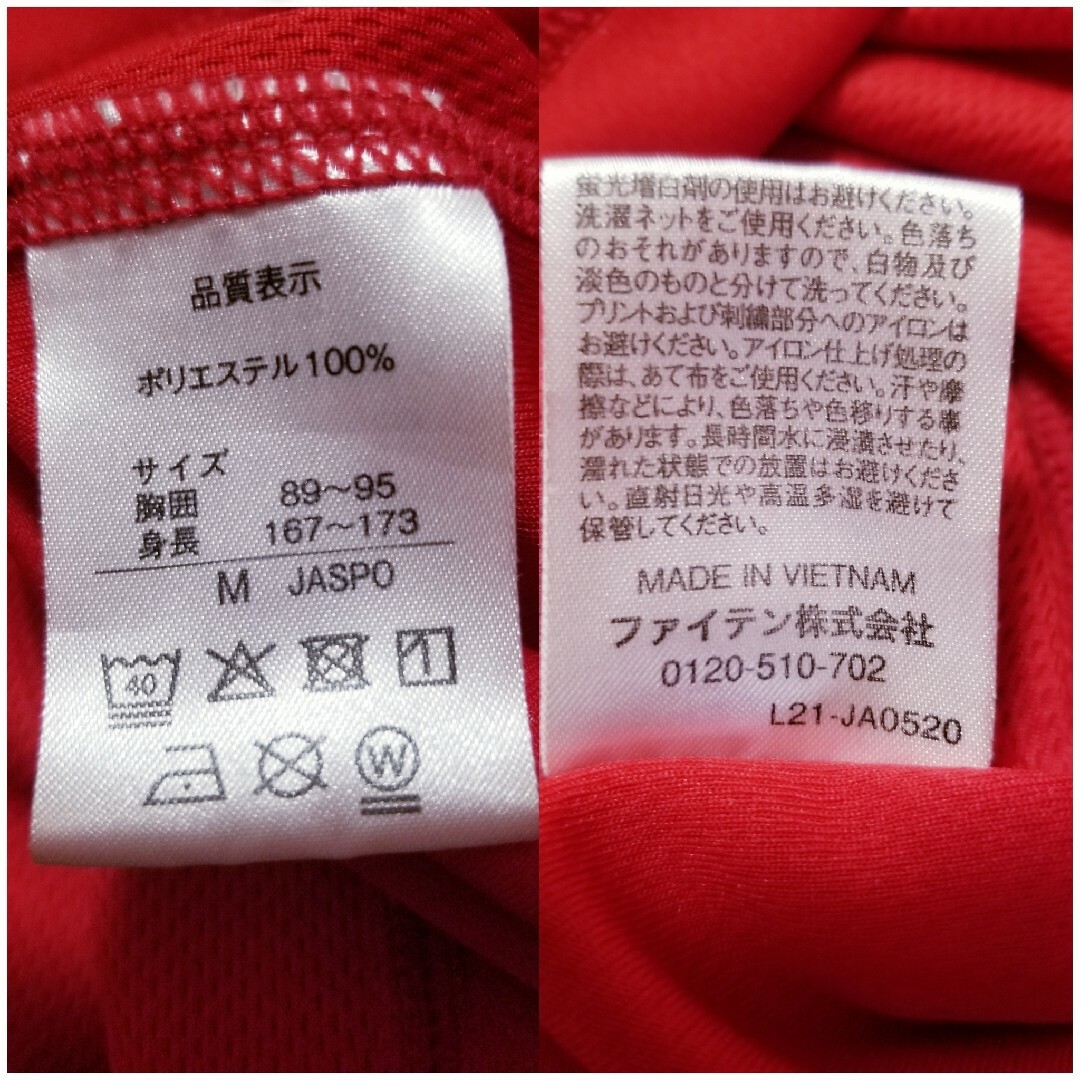 品質表示
ポリエステル100%
サイズ
胸囲 89～95
身長 167～173
M JASPO
40
1
W
蛍光増白剤の使用はお避けください。
洗濯ネットをご使用ください。色落ち
のおそれがありますので、白物及び
淡色のものと分けて洗ってください。
プリントおよび刺繍部分へのアイロンは
お避けください。アイロン仕上げ処理の
際は、あて布をご使用ください。汗や摩
擦などにより、色落ちや色移りする事
があります。長時間水に浸漬させたり、
濡れた状態での放置はお避けくださ
い。直射日光や高温多湿を避けて
保管してください。
MADE IN VIETNAM
ファイテン株式会社
0120-510-702
L21-JA0520